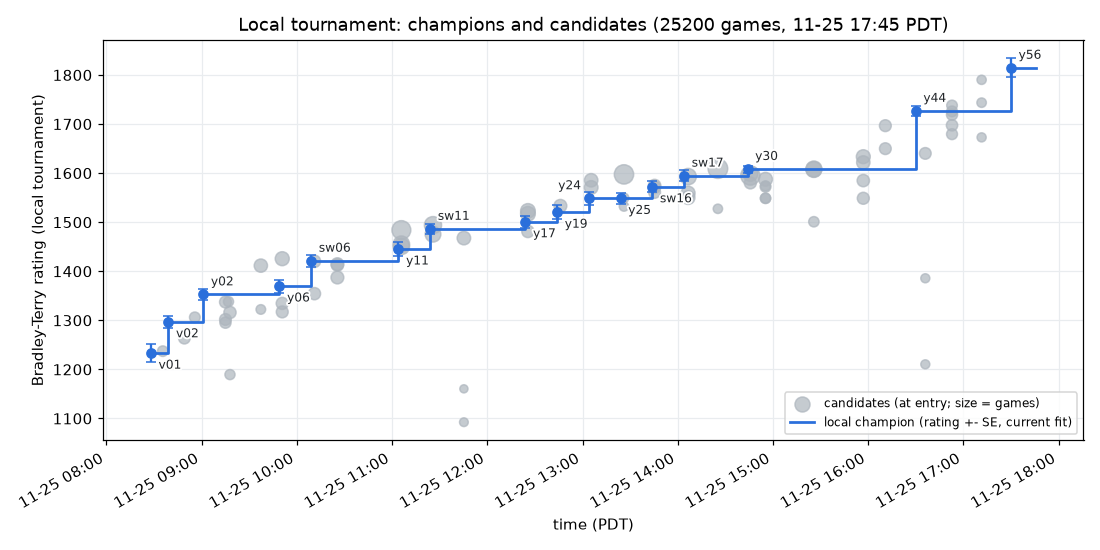 Local tournament: champions and candidates (25200 games, 11-25 17:45 PDT)
Bradley-Terry rating (local tournament)
1800
1700
1600
1500
1400
1300
1200
1100
v01
v02
y02
y06
sw06
y11
sw11
y17
y19
y24
y25
sw16
sw17
y30
y44
y56
candidates (at entry; size = games)
local champion (rating +- SE, current fit)
11-25 08:00
11-25 09:00
11-25 10:00
11-25 11:00
11-25 12:00
11-25 13:00
11-25 14:00
11-25 15:00
11-25 16:00
11-25 17:00
11-25 18:00
time (PDT)